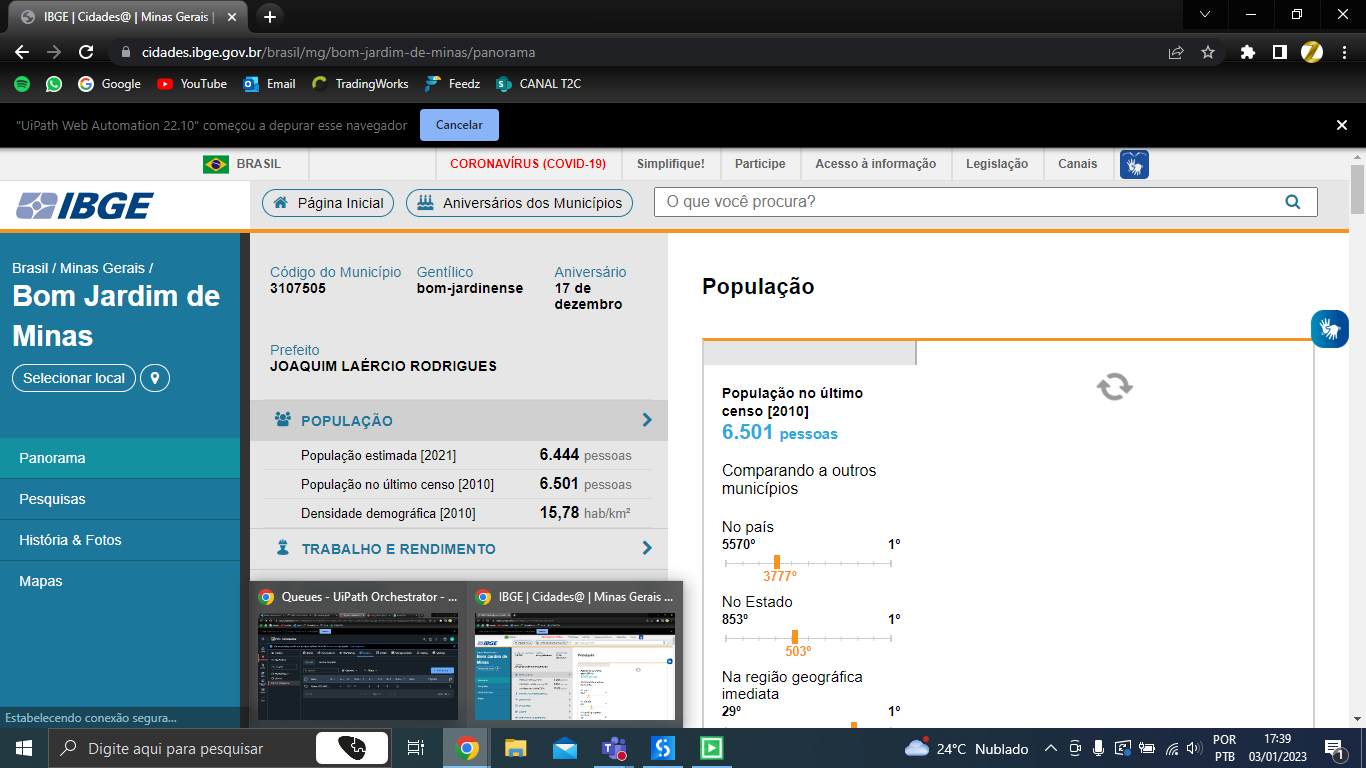 IBGE | Cidades@ | Minas Gerais |
cidades.ibge.gov.br/brasil/mg/bom-jardim-de-minas/panorama
Google
YouTube
Email
TradingWorks
Feedz
CANAL T2C
"UiPath Web Automation 22.10" começou a depurar esse navegador
Cancelar
BRASIL
CORONAVÍRUS (COVID-19)
Simplifique!
Participe
Acesso à informação
Legislação
Canais
IBGE
Página Inicial
Aniversários dos Municípios
O que você procura?
Brasil / Minas Gerais /
Bom Jardim de
Minas
Selecionar local
Panorama
Pesquisas
História & Fotos
Mapas
Código do Município
3107505
Gentílico
bom-jardinense
Aniversário
17 de
dezembro
Prefeito
JOAQUIM LAÉRCIO RODRIGUES
POPULAÇÃO
População estimada [2021] 6.444 pessoas
População no último censo [2010] 6.501 pessoas
Densidade demográfica [2010] 15,78 hab/km²
TRABALHO E RENDIMENTO
População
População no último
censo [2010]
6.501 pessoas
Comparando a outros
municípios
No país
5570º 1º
3777º
No Estado
853º 1º
503º
Na região geográfica
imediata
29º 1º
Queues - UiPath Orchestrator - ...
IBGE | Cidades@ | Minas Gerais ...
Estabelecendo conexão segura...
Digite aqui para pesquisar
24°C Nublado
POR
PTB
17:39
03/01/2023
1